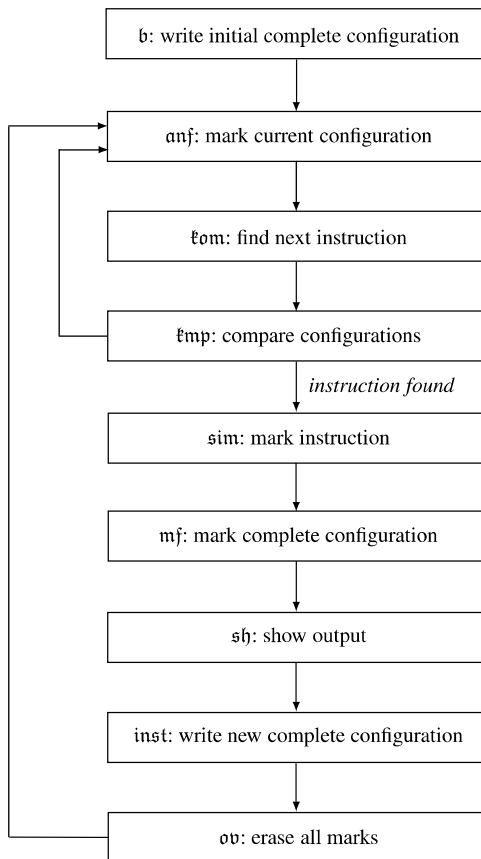 𝔟: write initial complete configuration
𝔞𝔫𝔣: mark current configuration
𝔨𝔬𝔪: find next instruction
𝔨𝔪𝔭: compare configurations
instruction found
𝔰𝔦𝔪: mark instruction
𝔪𝔣: mark complete configuration
𝔰𝔥: show output
𝔦𝔫𝔰𝔱: write new complete configuration
𝔬𝔳: erase all marks